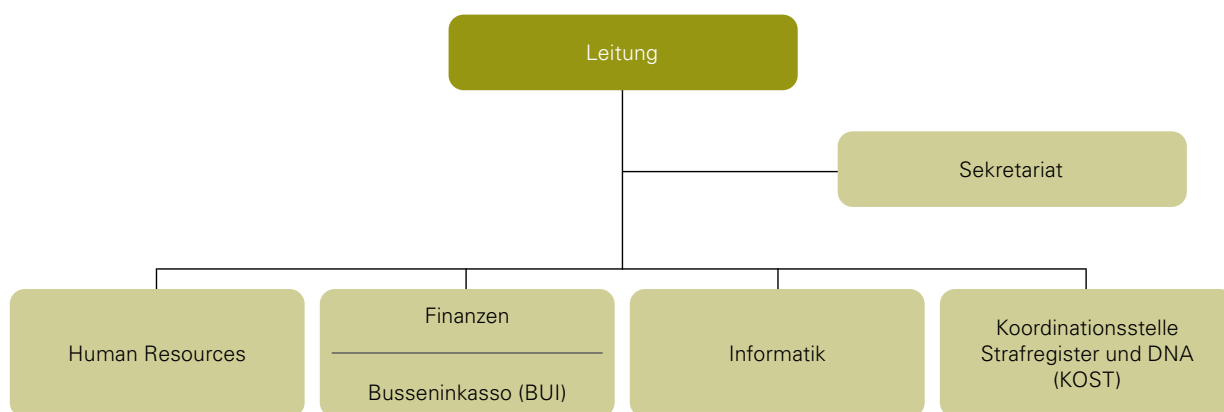 Leitung
Sekretariat
Human Resources
Finanzen
Busseninkasso (BUI)
Informatik
Koordinationsstelle
Strafregister und DNA
(KOST)